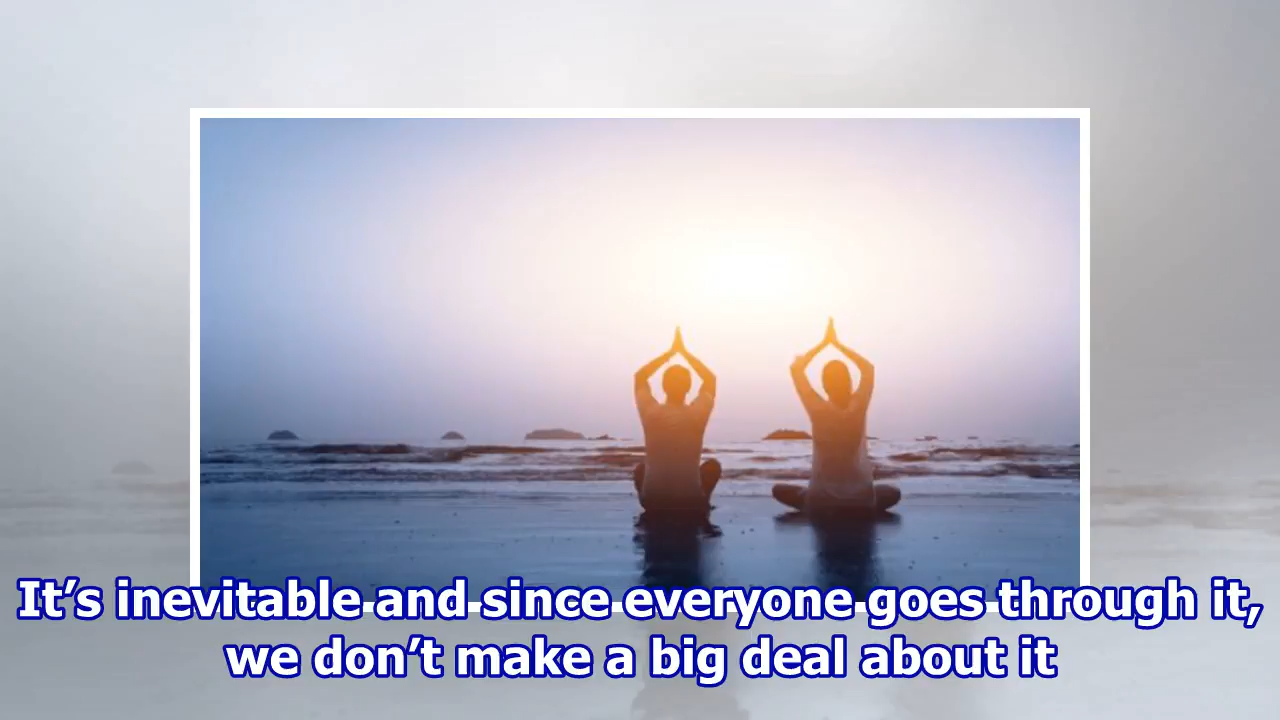 It’s inevitable and since everyone goes through it,
we don’t make a big deal about it